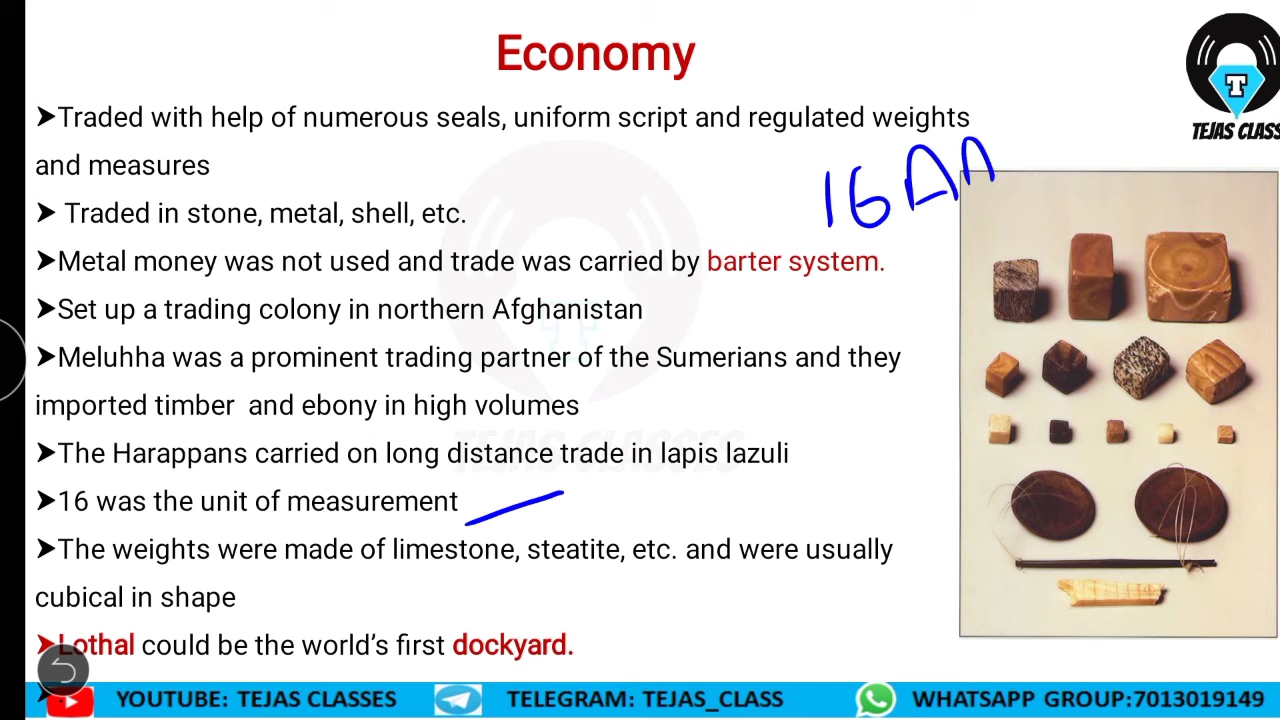 Economy
T
TEJAS CLASS
➤Traded with help of numerous seals, uniform script and regulated weights
and measures
16 An
➤ Traded in stone, metal, shell, etc.
➤Metal money was not used and trade was carried by barter system.
➤Set up a trading colony in northern Afghanistan
➤Meluhha was a prominent trading partner of the Sumerians and they
imported timber and ebony in high volumes
TEJAS CLASSES
➤The Harappans carried on long distance trade in lapis lazuli
➤16 was the unit of measurement
➤The weights were made of limestone, steatite, etc. and were usually
cubical in shape
➤Lothal could be the world’s first dockyard.
YOUTUBE: TEJAS CLASSES TELEGRAM: TEJAS_CLASS WHATSAPP GROUP:7013019149